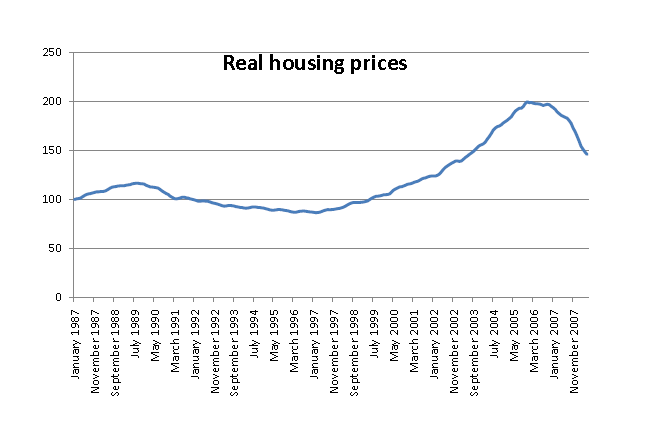 Real housing prices
250
200
150
100
50
0
January 1987
November 1987
September 1988
July 1989
May 1990
March 1991
January 1992
November 1992
September 1993
July 1994
May 1995
March 1996
January 1997
November 1997
September 1998
July 1999
May 2000
March 2001
January 2002
November 2002
September 2003
July 2004
May 2005
March 2006
January 2007
November 2007